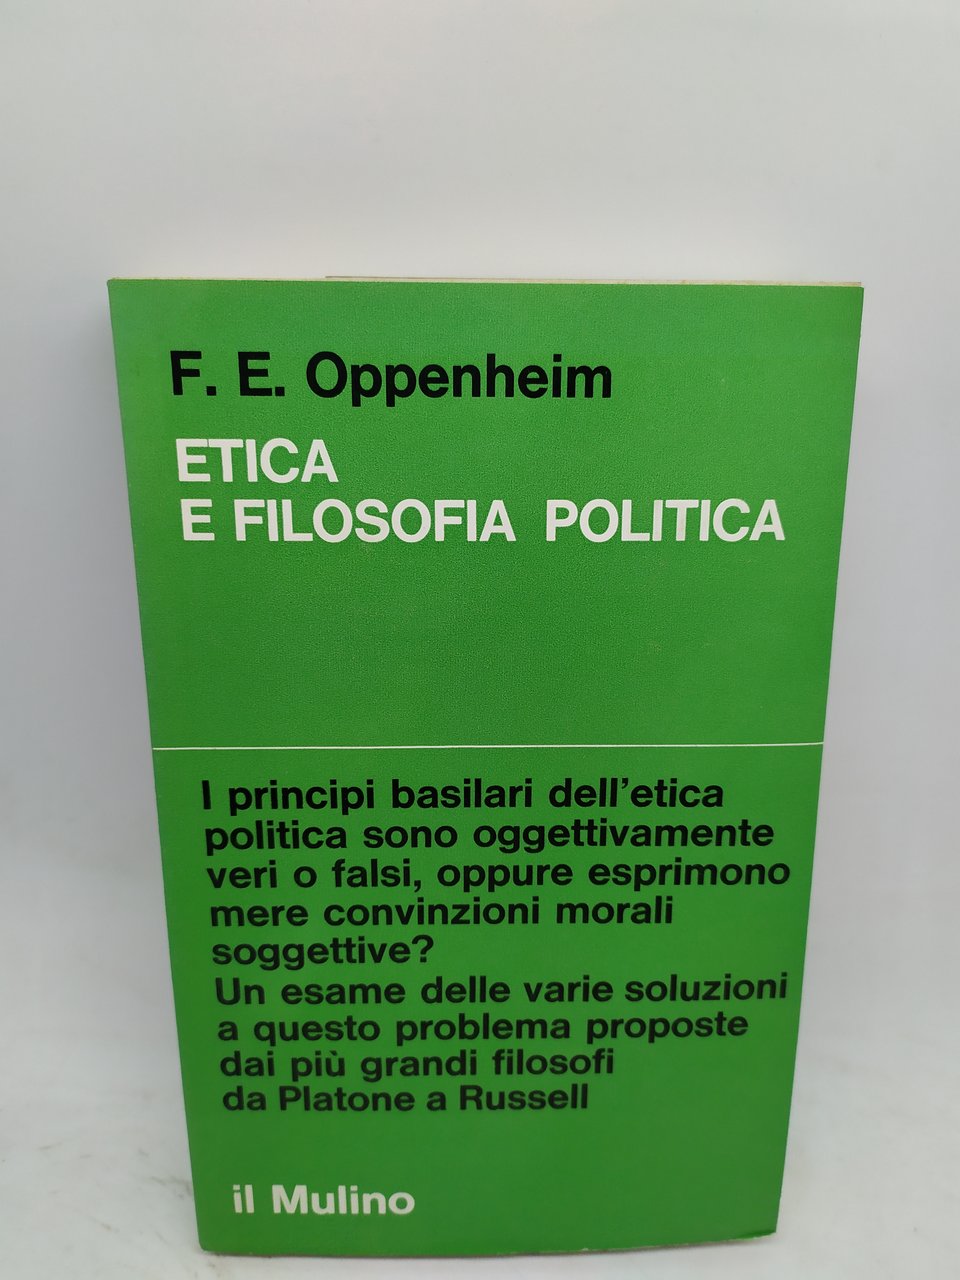 F. E. Oppenheim
ETICA
E FILOSOFIA POLITICA
I principi basilari dell'etica
politica sono oggettivamente
veri o falsi, oppure esprimono
mere convinzioni morali
soggettive?
Un esame delle varie soluzioni
a questo problema proposte
dai più grandi filosofi
da Platone a Russell
il Mulino